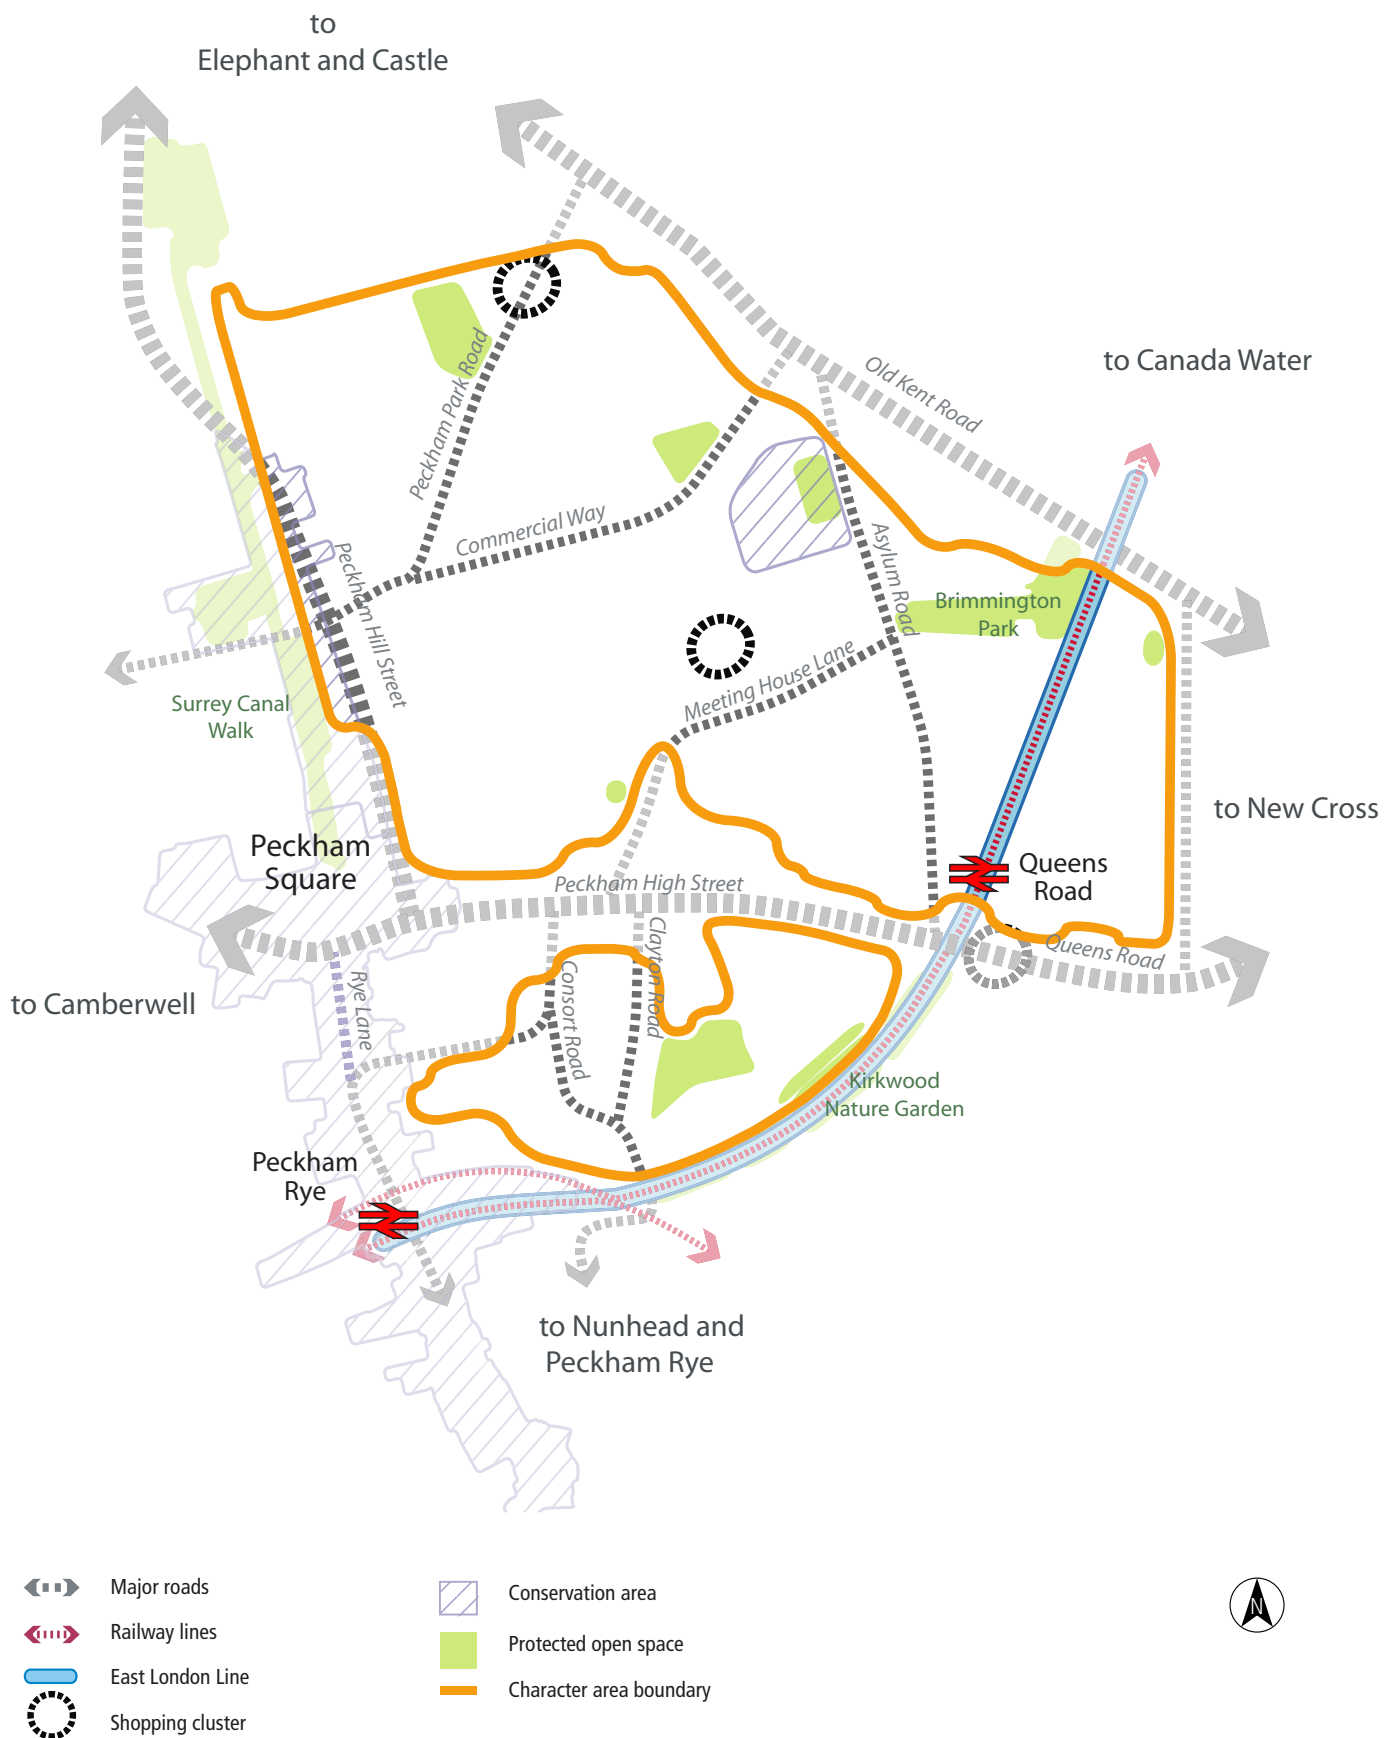 to
Elephant and Castle
to Canada Water
Old Kent Road
Peckham Park Road
Commercial Way
Asylum Road
Brimmington
Park
Peckham Hill Street
Meeting House Lane
Surrey Canal
Walk
to New Cross
Peckham
Square
Queens
Road
Peckham High Street
Clayton Road
Queens Road
to Camberwell
Rye Lane
Consort Road
Kirkwood
Nature Garden
Peckham
Rye
to Nunhead and
Peckham Rye
Major roads
Railway lines
East London Line
Shopping cluster
Conservation area
Protected open space
Character area boundary
N